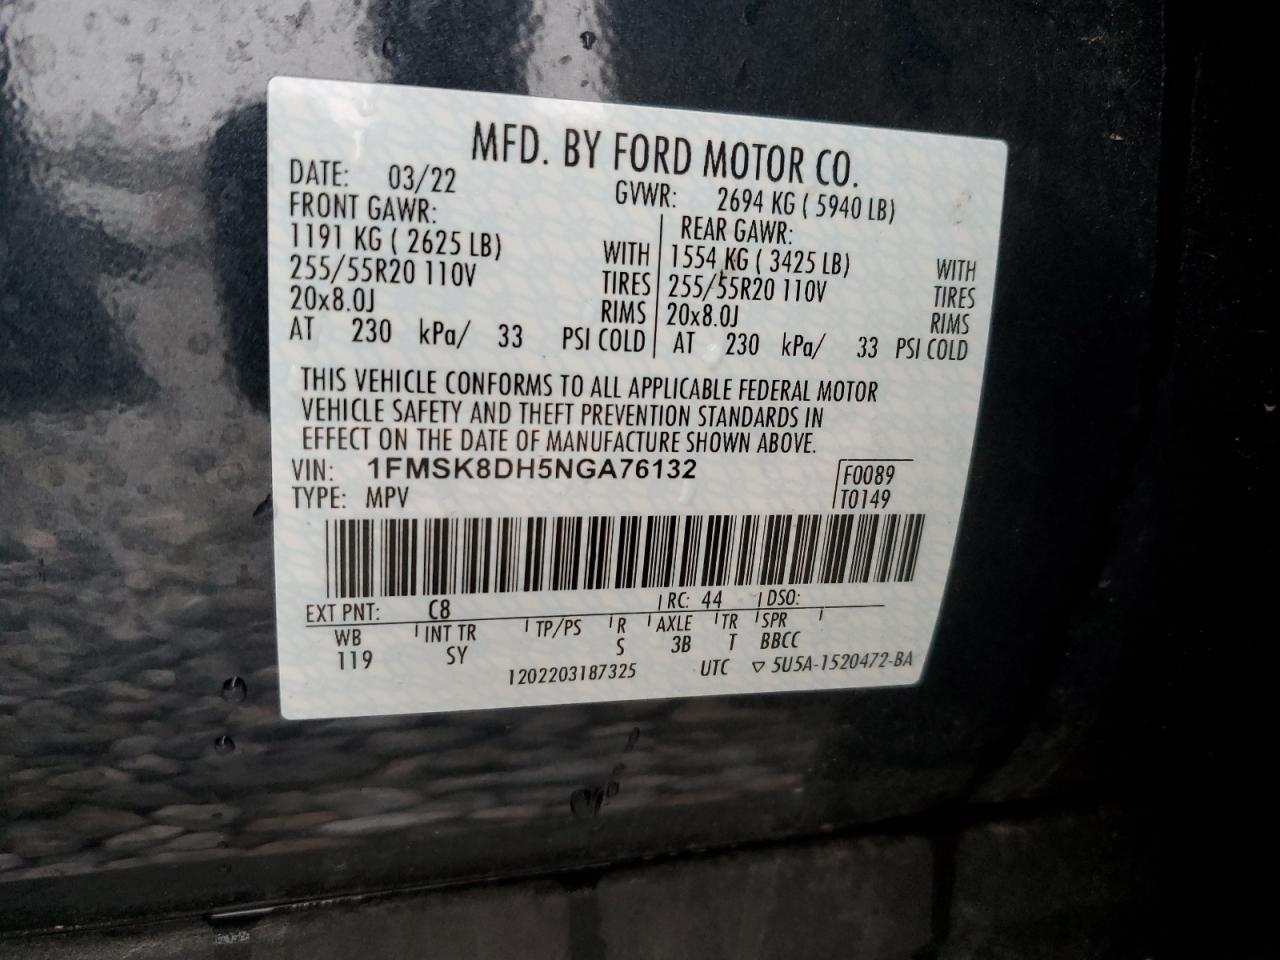 MFD. BY FORD MOTOR CO.
DATE: 03/22 GVWR: 2694 KG ( 5940 LB)
FRONT GAWR: REAR GAWR:
1191 KG ( 2625 LB) WITH 1554 KG ( 3425 LB) WITH
255/55R20 110V TIRES 255/55R20 110V TIRES
20x8.0J RIMS 20x8.0J RIMS
AT 230 kPa/ 33 PSI COLD AT 230 kPa/ 33 PSI COLD
THIS VEHICLE CONFORMS TO ALL APPLICABLE FEDERAL MOTOR
VEHICLE SAFETY AND THEFT PREVENTION STANDARDS IN
EFFECT ON THE DATE OF MANUFACTURE SHOWN ABOVE.
VIN: 1FMSK8DH5NGA76132 F0089
TYPE: MPV T0149
EXT PNT: C8 RC: 44 DSO:
WB INT TR TP/PS R AXLE TR SPR
119 SY S 3B T BBCC
1202203187325 UTC ▽ 5U5A-1520472-BA